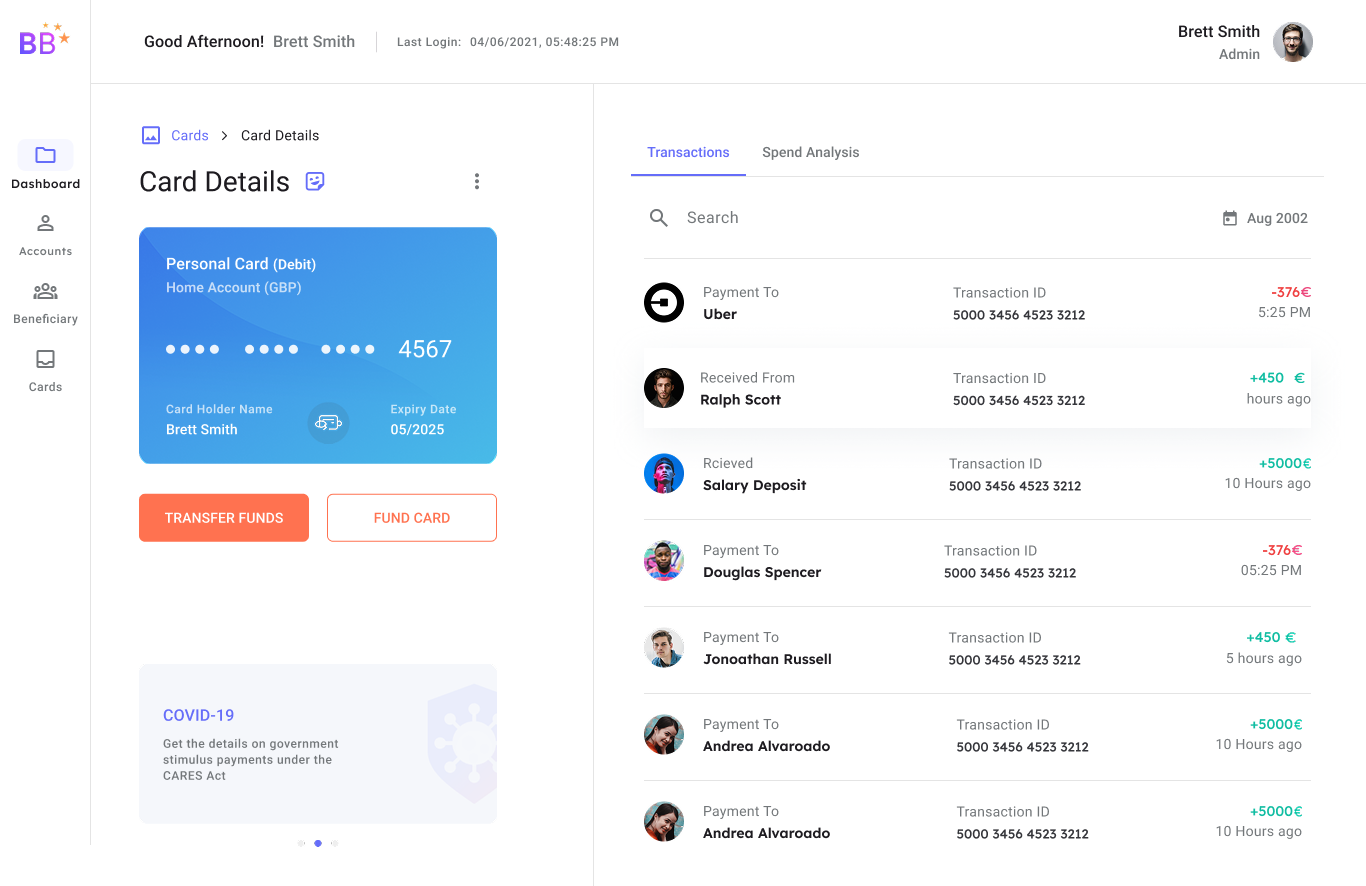 BB
Good Afternoon! Brett Smith
Last Login: 04/06/2021, 05:48:25 PM
Brett Smith
Admin
Dashboard
Accounts
Beneficiary
Cards
Cards > Card Details
Card Details
Personal Card (Debit)
Home Account (GBP)
4567
Card Holder Name
Brett Smith
Expiry Date
05/2025
TRANSFER FUNDS
FUND CARD
COVID-19
Get the details on government
stimulus payments under the
CARES Act
Transactions
Spend Analysis
Search
Aug 2002
Payment To
Uber
Transaction ID
5000 3456 4523 3212
-376€
5:25 PM
Received From
Ralph Scott
Transaction ID
5000 3456 4523 3212
+450 €
hours ago
Rcieved
Salary Deposit
Transaction ID
5000 3456 4523 3212
+5000€
10 Hours ago
Payment To
Douglas Spencer
Transaction ID
5000 3456 4523 3212
-376€
05:25 PM
Payment To
Jonoathan Russell
Transaction ID
5000 3456 4523 3212
+450 €
5 hours ago
Payment To
Andrea Alvaroado
Transaction ID
5000 3456 4523 3212
+5000€
10 Hours ago
Payment To
Andrea Alvaroado
Transaction ID
5000 3456 4523 3212
+5000€
10 Hours ago